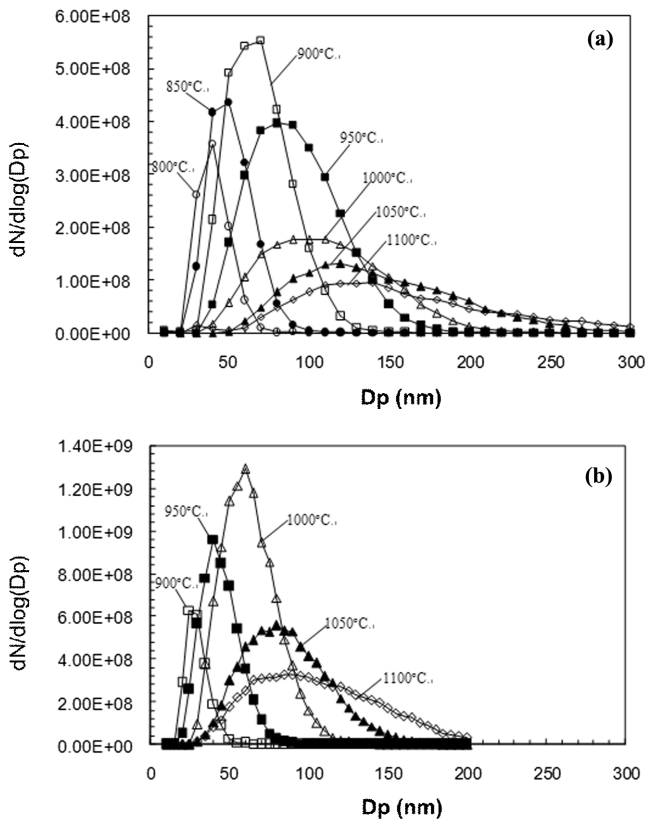 (a)
dN/dlog(Dp)
6.00E+08
5.00E+08
4.00E+08
3.00E+08
2.00E+08
1.00E+08
0.00E+00
800°C
850°C
900°C
950°C
1000°C
1050°C
1100°C
0 50 100 150 200 250 300
Dp (nm)
(b)
dN/dlog(Dp)
1.40E+09
1.20E+09
1.00E+09
8.00E+08
6.00E+08
4.00E+08
2.00E+08
0.00E+00
900°C
950°C
1000°C
1050°C
1100°C
0 50 100 150 200 250 300
Dp (nm)